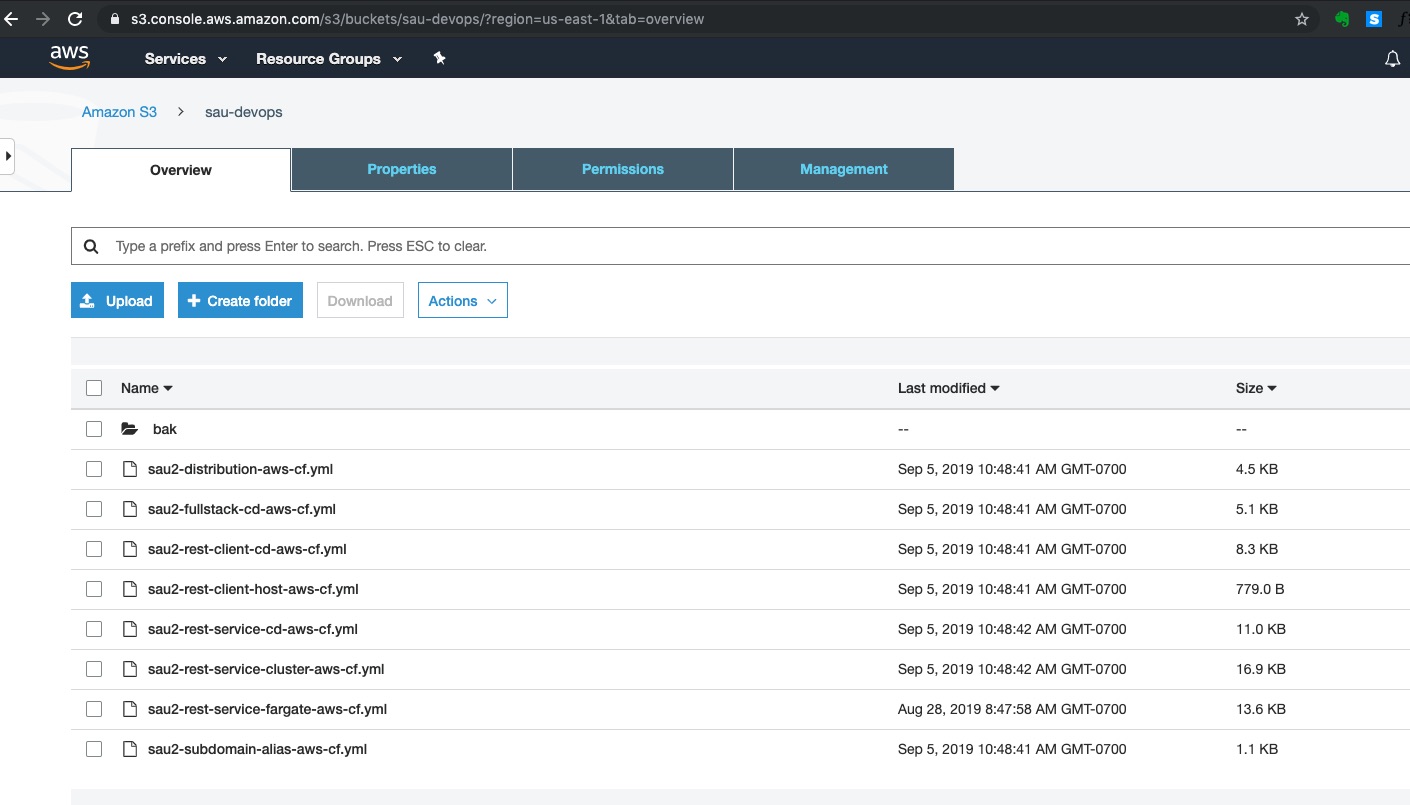 s3.console.aws.amazon.com/s3/buckets/sau-devops/?region=us-east-1&tab=overview
aws Services Resource Groups
Amazon S3 > sau-devops
Overview Properties Permissions Management
Type a prefix and press Enter to search. Press ESC to clear.
Upload + Create folder Download Actions
Name Last modified Size
bak -- --
sau2-distribution-aws-cf.yml Sep 5, 2019 10:48:41 AM GMT-0700 4.5 KB
sau2-fullstack-cd-aws-cf.yml Sep 5, 2019 10:48:41 AM GMT-0700 5.1 KB
sau2-rest-client-cd-aws-cf.yml Sep 5, 2019 10:48:41 AM GMT-0700 8.3 KB
sau2-rest-client-host-aws-cf.yml Sep 5, 2019 10:48:41 AM GMT-0700 779.0 B
sau2-rest-service-cd-aws-cf.yml Sep 5, 2019 10:48:42 AM GMT-0700 11.0 KB
sau2-rest-service-cluster-aws-cf.yml Sep 5, 2019 10:48:42 AM GMT-0700 16.9 KB
sau2-rest-service-fargate-aws-cf.yml Aug 28, 2019 8:47:58 AM GMT-0700 13.6 KB
sau2-subdomain-alias-aws-cf.yml Sep 5, 2019 10:48:41 AM GMT-0700 1.1 KB